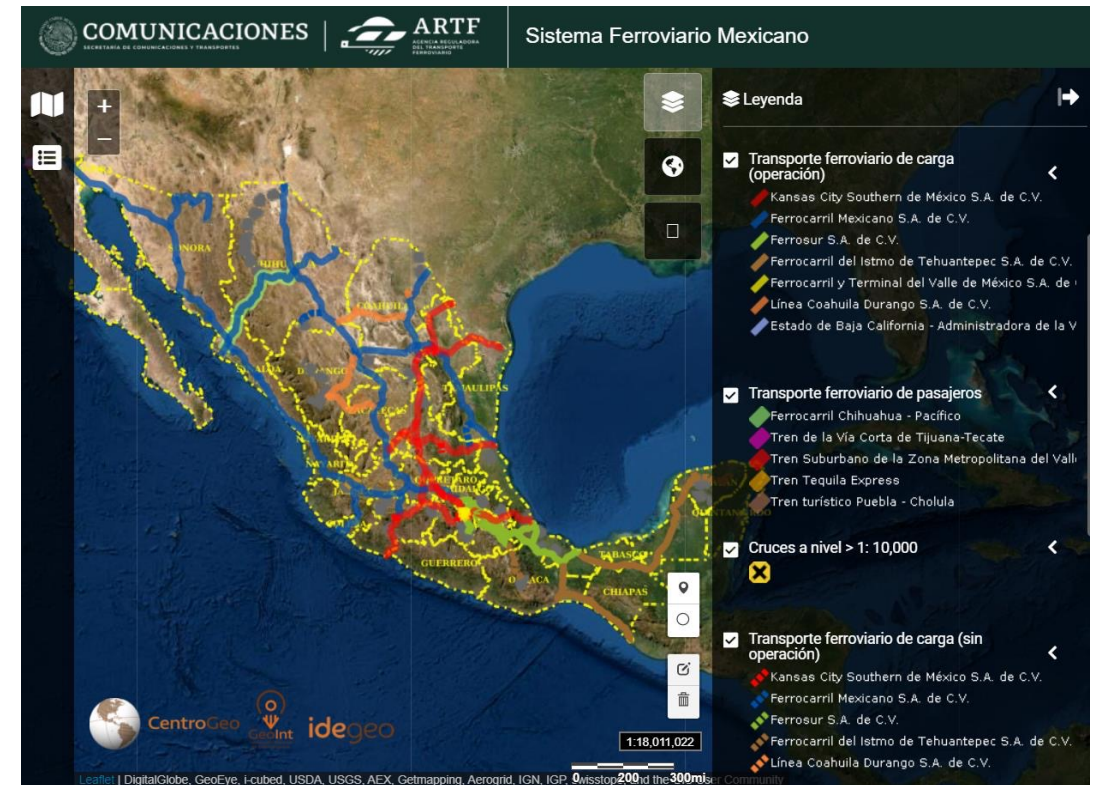 COMUNICACIONES
SECRETARÍA DE COMUNICACIONES Y TRANSPORTES
ARTF
AGENCIA REGULADORA
DEL TRANSPORTE
FERROVIARIO
Sistema Ferroviario Mexicano
+
−
Leyenda
Transporte ferroviario de carga
(operación)
Kansas City Southern de México S.A. de C.V.
Ferrocarril Mexicano S.A. de C.V.
Ferrosur S.A. de C.V.
Ferrocarril del Istmo de Tehuantepec S.A. de C.V.
Ferrocarril y Terminal del Valle de México S.A. de
Línea Coahuila Durango S.A. de C.V.
Estado de Baja California - Administradora de la V
Transporte ferroviario de pasajeros
Ferrocarril Chihuahua - Pacífico
Tren de la Vía Corta de Tijuana-Tecate
Tren Suburbano de la Zona Metropolitana del Vall
Tren Tequila Express
Tren turístico Puebla - Cholula
Cruces a nivel > 1: 10,000
Transporte ferroviario de carga (sin
operación)
Kansas City Southern de México S.A. de C.V.
Ferrocarril Mexicano S.A. de C.V.
Ferrosur S.A. de C.V.
Ferrocarril del Istmo de Tehuantepec S.A. de C.V.
Línea Coahuila Durango S.A. de C.V.
GUERRERO
TABASCO
CHIAPAS
CentroGeo
GeoInt
idegeo
1:18,011,022
0 200 300mi
Leaflet | DigitalGlobe, GeoEye, i-cubed, USDA, USGS, AEX, Getmapping, Aerogrid, IGN, IGP, and the User Community